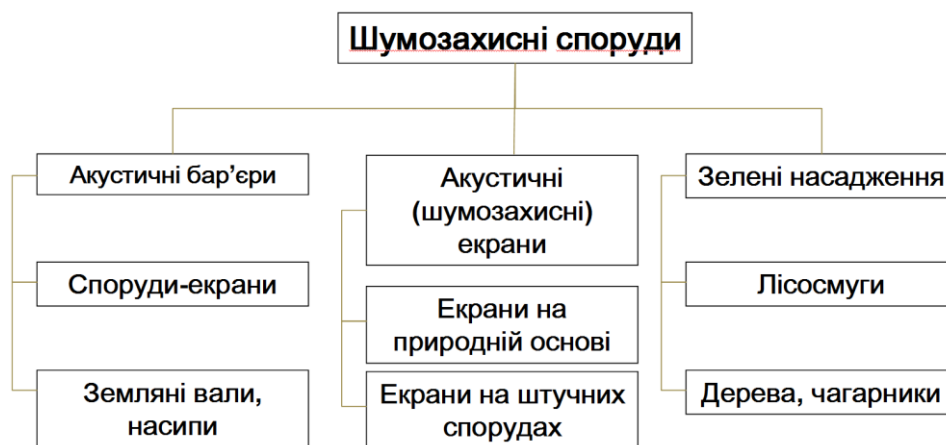 Шумозахисні споруди
Акустичні бар’єри
Споруди-екрани
Земляні вали,
насипи
Акустичні
(шумозахисні)
екрани
Екрани на
природній основі
Екрани на штучних
спорудах
Зелені насадження
Лісосмуги
Дерева, чагарники